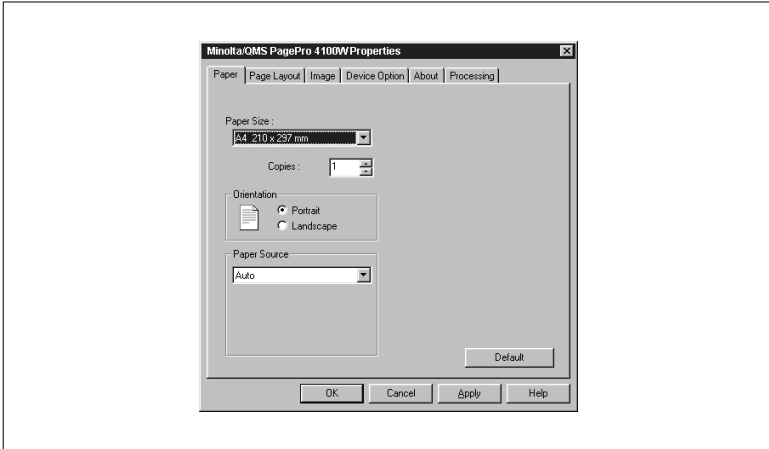 Minolta/QMS PagePro 4100W Properties
Paper Page Layout Image Device Option About Processing
Paper Size :
A4 210 x 297 mm
Copies : 1
Orientation
Portrait
Landscape
Paper Source
Auto
Default
OK Cancel Apply Help